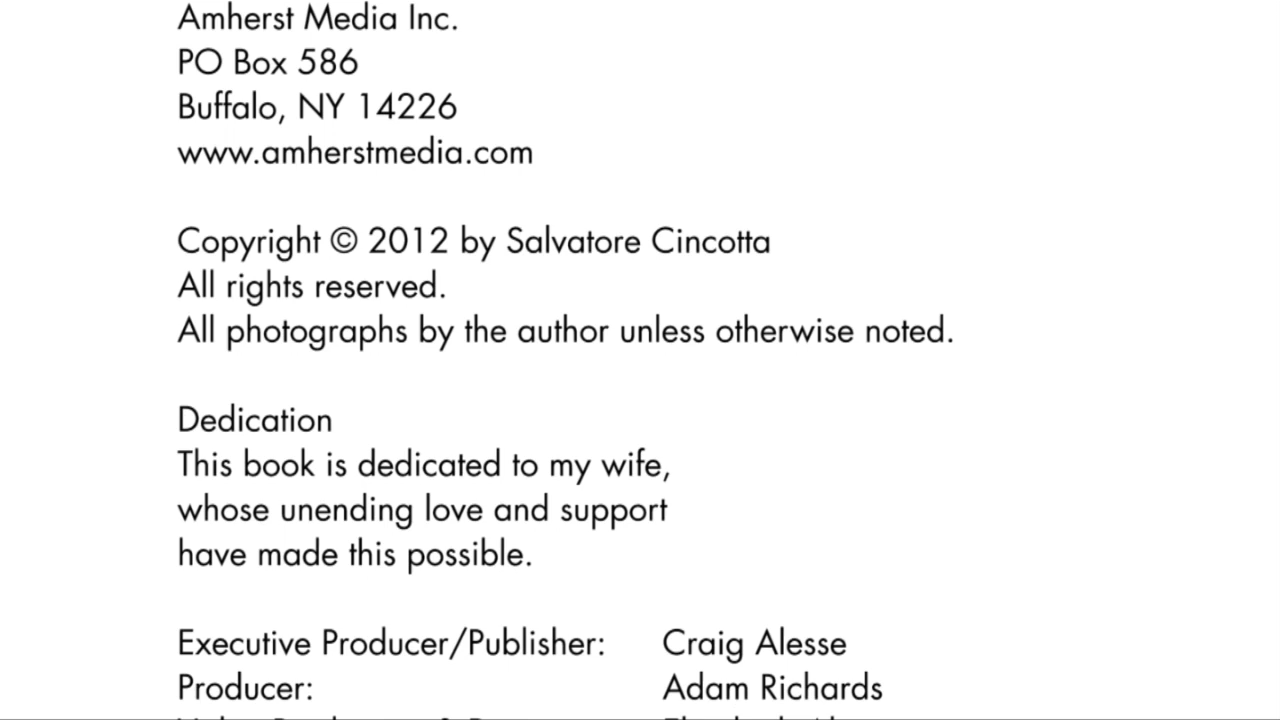 Amherst Media Inc.
PO Box 586
Buffalo, NY 14226
www.amherstmedia.com
Copyright © 2012 by Salvatore Cincotta
All rights reserved.
All photographs by the author unless otherwise noted.
Dedication
This book is dedicated to my wife,
whose unending love and support
have made this possible.
Executive Producer/Publisher: Craig Alesse
Producer: Adam Richards